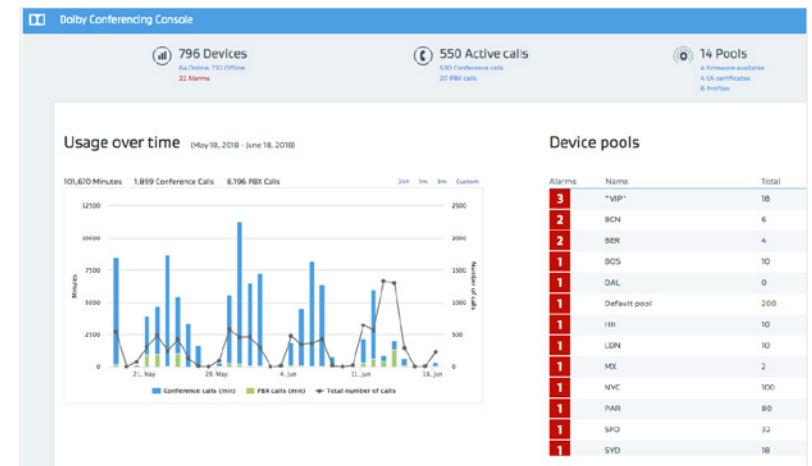 Dolby Conferencing Console
796 Devices
64 Online, 732 Offline
22 Alarms
550 Active calls
530 Conference calls
20 PBX calls
14 Pools
4 Firmware available
4 CA certificates
6 Profiles
Usage over time (May 18, 2018 - June 18, 2018)
101,670 Minutes 1,899 Conference Calls 8,196 PBX Calls
24h 1m 3m Custom
12500 2500
10000 2000
7500 1500
5000 1000
2500 500
0 0
Minutes
Number of calls
21. May 28. May 4. Jun 11. Jun 18. Jun
Conference calls (min) PBX calls (min) Total number of calls
Device pools
Alarms Name Total
3 "VIP" 18
2 BCN 6
2 BER 4
1 BOS 10
1 DAL 0
1 Default pool 200
1 HK 10
1 LDN 10
1 MX 2
1 NYC 100
1 PAR 80
1 SFO 32
1 SYD 18